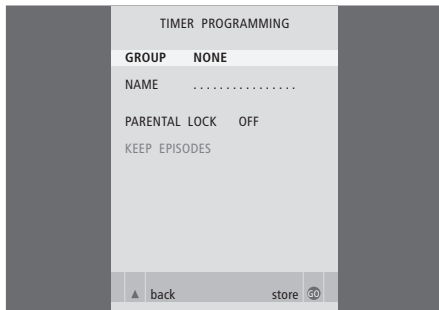 TIMER PROGRAMMING
GROUP NONE
NAME . . . . . . . . . . . . . . . .
PARENTAL LOCK OFF
KEEP EPISODES
▲ back store GO